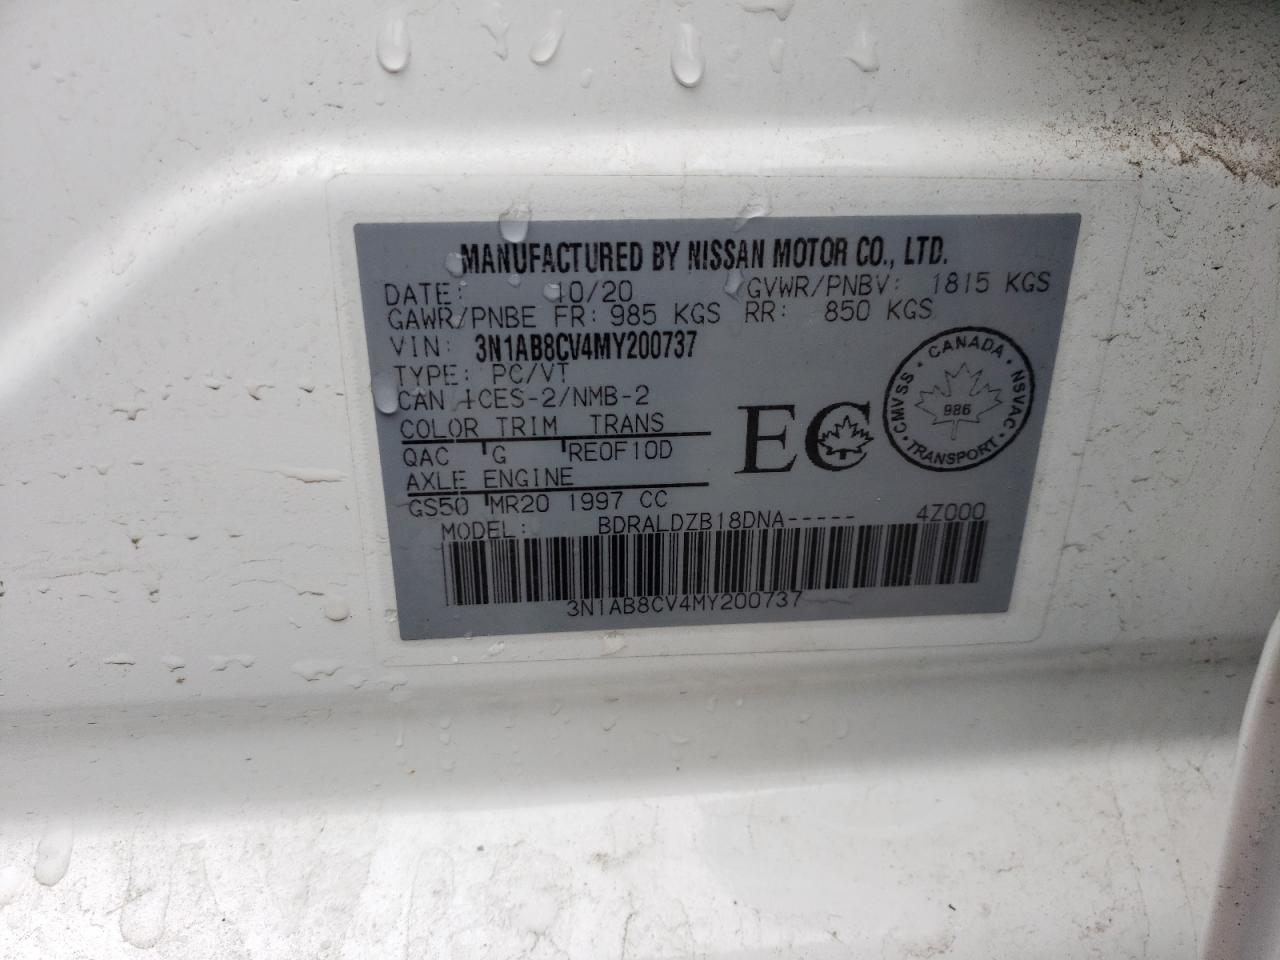 MANUFACTURED BY NISSAN MOTOR CO., LTD.
DATE: 10/20 GVWR/PNBV: 1815 KGS
GAWR/PNBE FR: 985 KGS RR: 850 KGS
VIN: 3N1AB8CV4MY200737
TYPE: PC/VT
CAN ICES-2/NMB-2
COLOR TRIM TRANS
QAC G RE0F10D
AXLE ENGINE
GS50 MR20 1997 CC
EC
CANADA · NSVAC · TRANSPORT · CMVSS ·
986
MODEL: BDRALDZB18DNA----- 4Z000
3N1AB8CV4MY200737